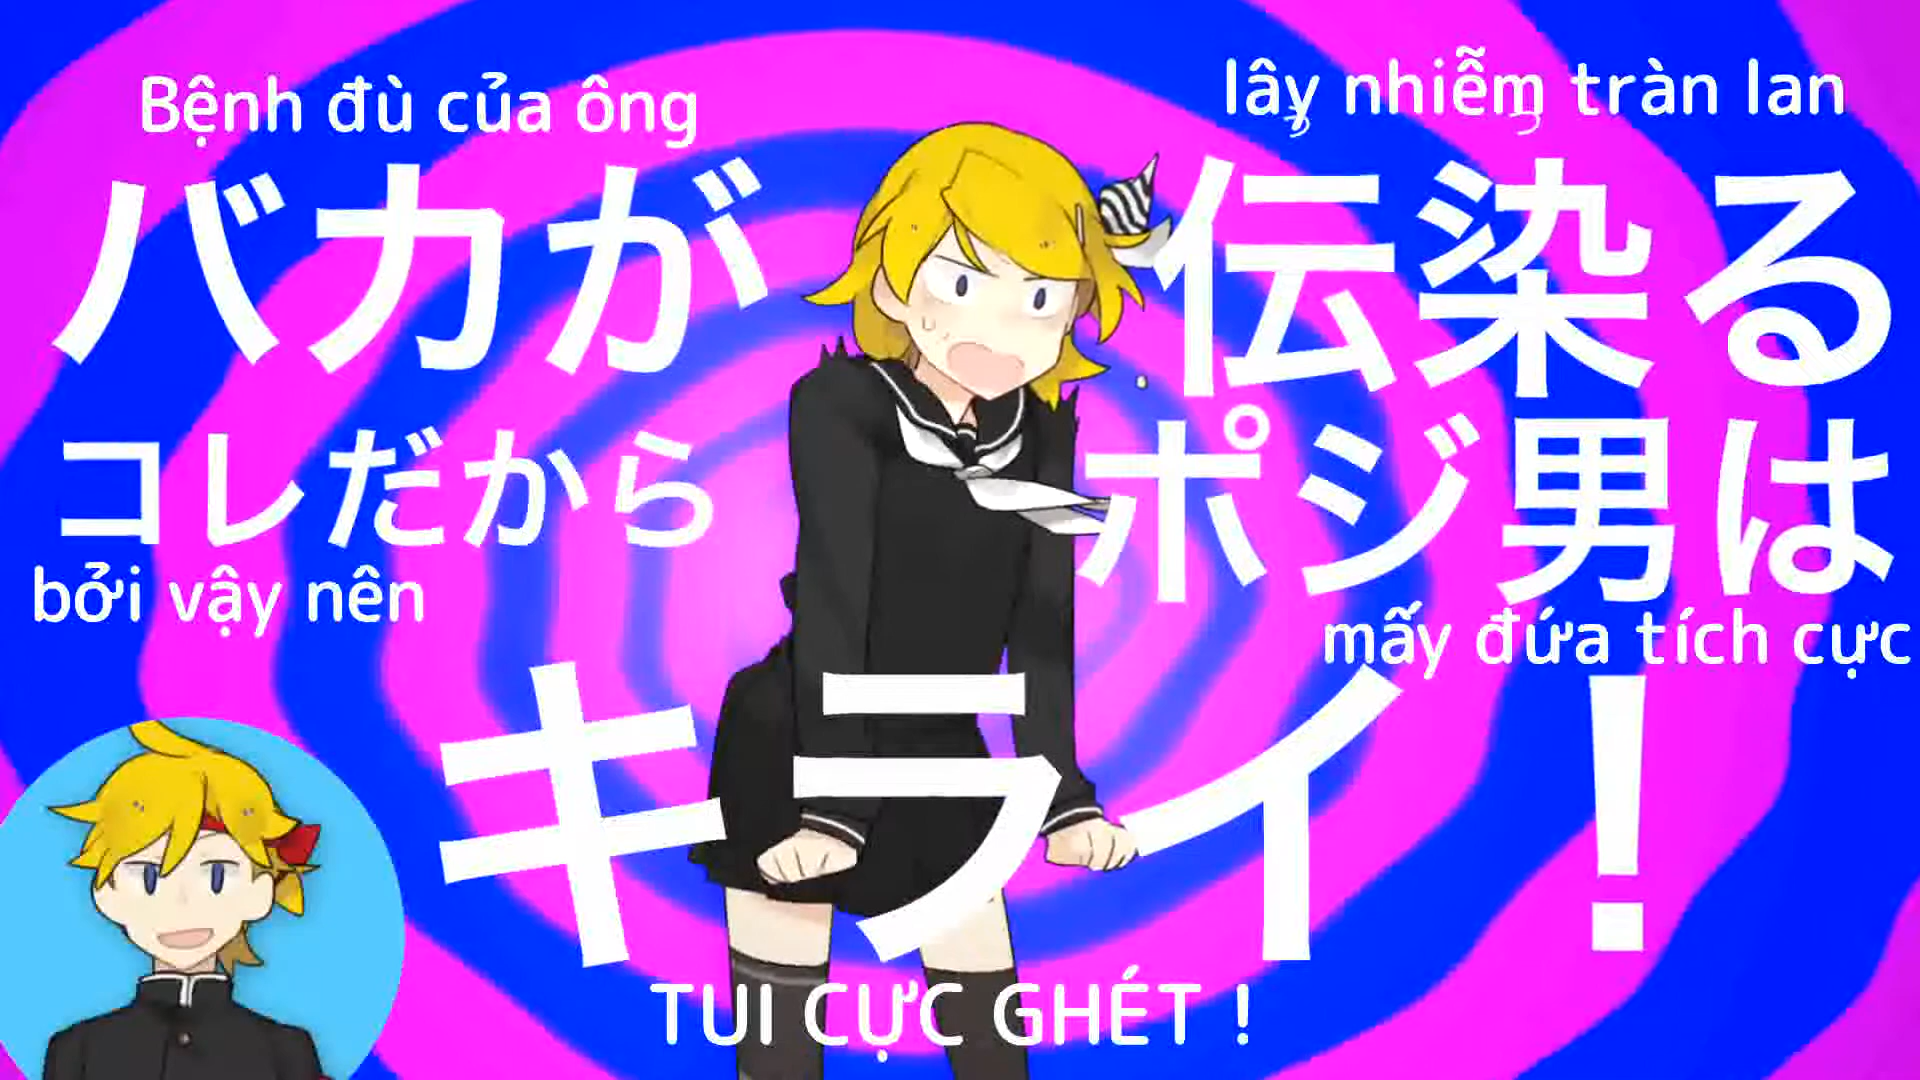 Bệnh đù của ông
lây nhiễm tràn lan
バカが
伝染る
コレだから
ポジ男は
bởi vậy nên
mấy đứa tích cực
キライ！
TUI CỰC GHÉT !